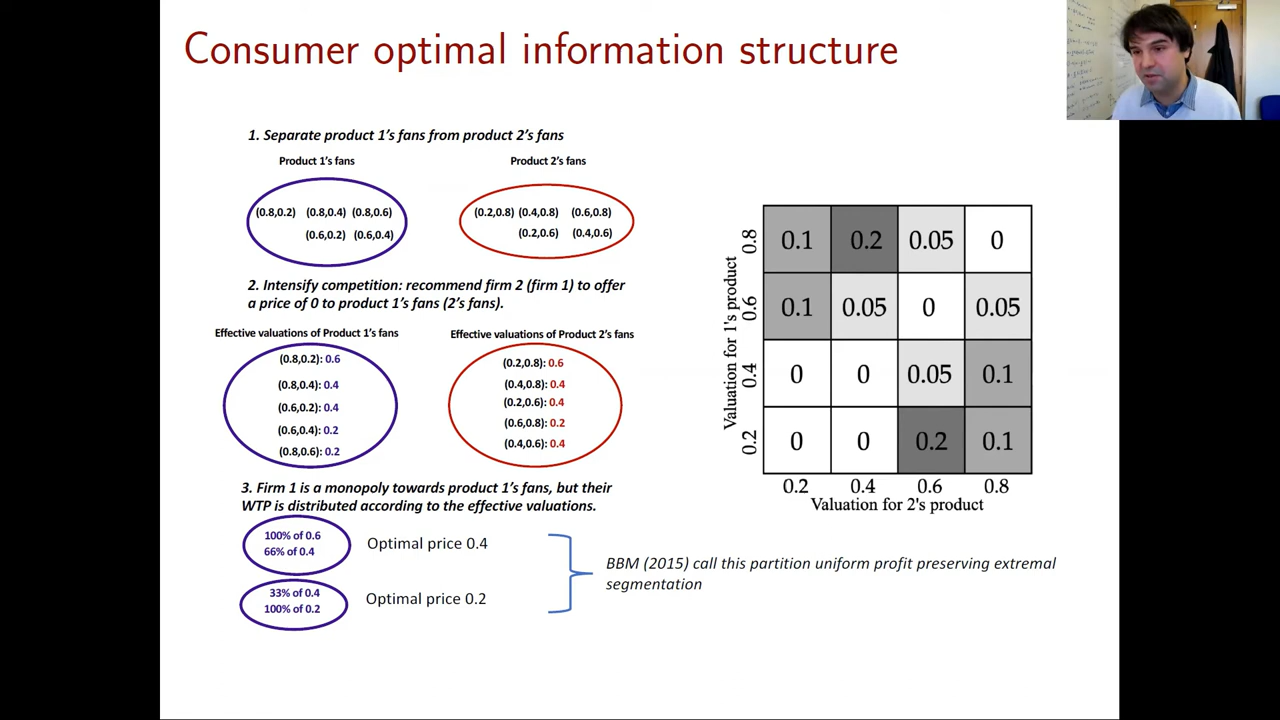 Consumer optimal information structure
1. Separate product 1's fans from product 2's fans
Product 1's fans
Product 2's fans
(0.8,0.2) (0.8,0.4) (0.8,0.6)
(0.6,0.2) (0.6,0.4)
(0.2,0.8) (0.4,0.8) (0.6,0.8)
(0.2,0.6) (0.4,0.6)
2. Intensify competition: recommend firm 2 (firm 1) to offer
a price of 0 to product 1's fans (2's fans).
Effective valuations of Product 1's fans
(0.8,0.2): 0.6
(0.8,0.4): 0.4
(0.6,0.2): 0.4
(0.6,0.4): 0.2
(0.8,0.6): 0.2
Effective valuations of Product 2's fans
(0.2,0.8): 0.6
(0.4,0.8): 0.4
(0.2,0.6): 0.4
(0.6,0.8): 0.2
(0.4,0.6): 0.4
3. Firm 1 is a monopoly towards product 1's fans, but their
WTP is distributed according to the effective valuations.
100% of 0.6
66% of 0.4
Optimal price 0.4
33% of 0.4
100% of 0.2
Optimal price 0.2
BBM (2015) call this partition uniform profit preserving extremal
segmentation
Valuation for 1's product
0.8 0.1 0.2 0.05 0
0.6 0.1 0.05 0 0.05
0.4 0 0 0.05 0.1
0.2 0 0 0.2 0.1
0.2 0.4 0.6 0.8
Valuation for 2's product